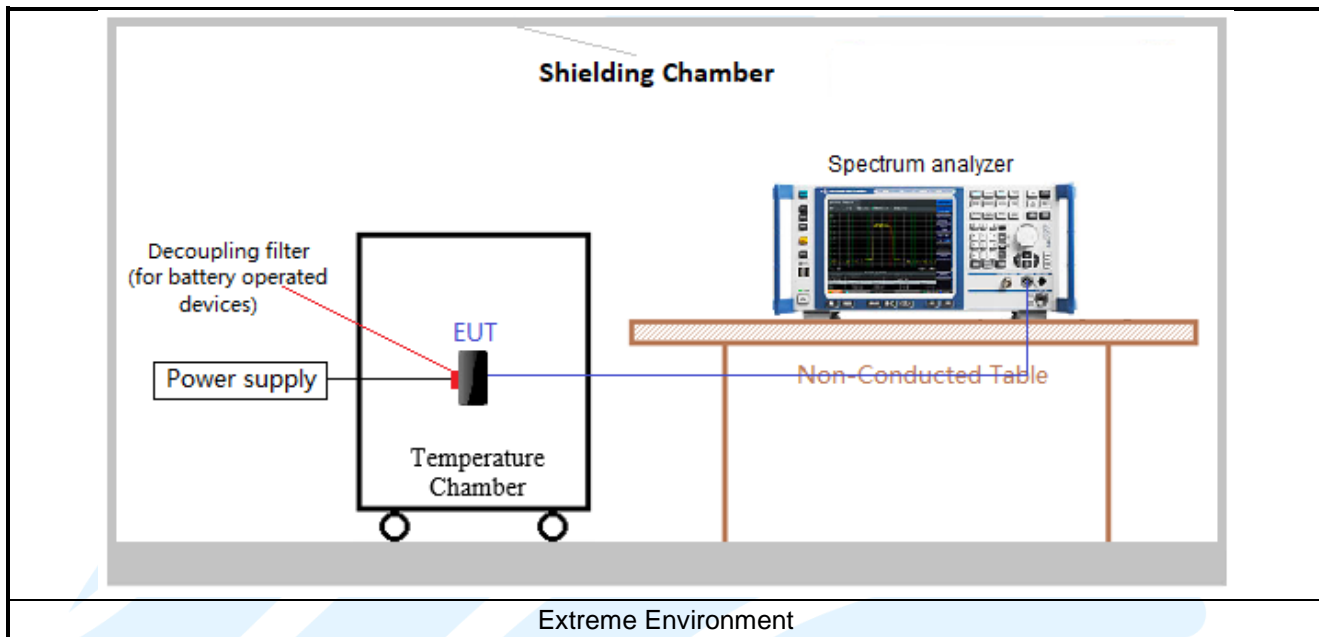 Shielding Chamber
Spectrum analyzer
Decoupling filter
(for battery operated
devices)
EUT
Power supply
Non-Conducted Table
Temperature
Chamber
Extreme Environment